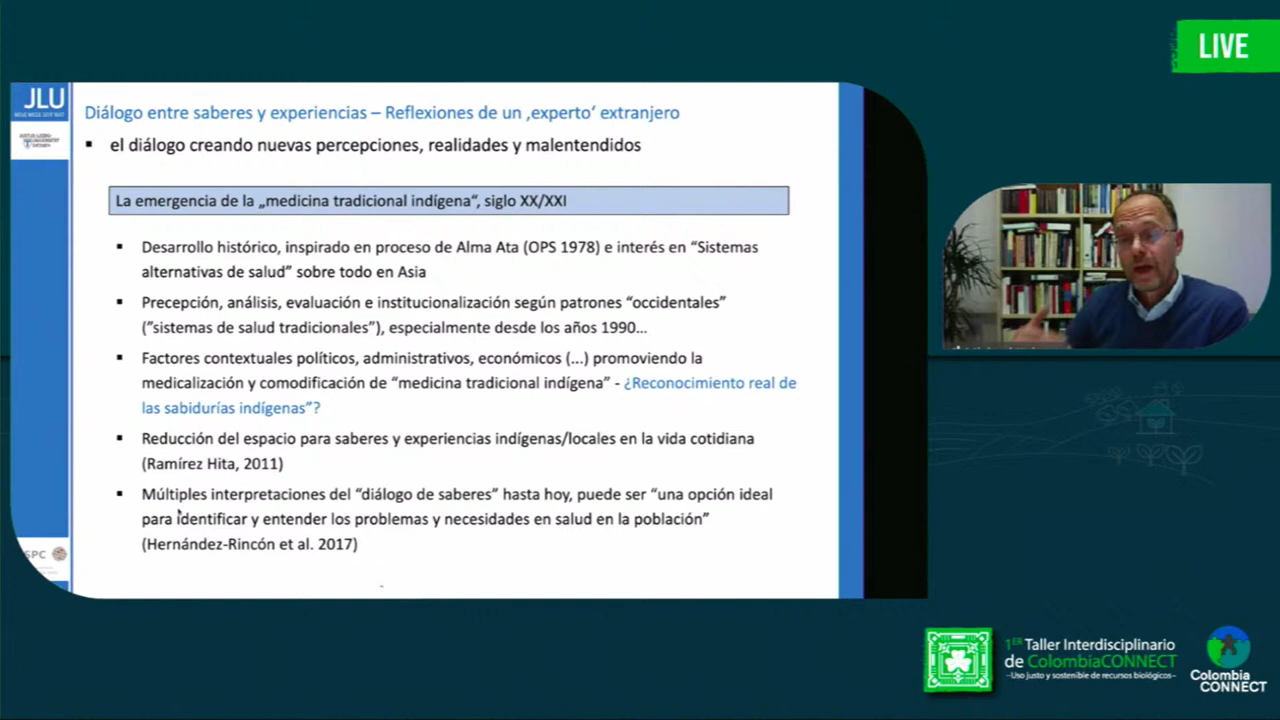 LIVE
JLU
Diálogo entre saberes y experiencias – Reflexiones de un ‚experto‘ extranjero
▪ el diálogo creando nuevas percepciones, realidades y malentendidos
La emergencia de la „medicina tradicional indígena“, siglo XX/XXI
▪ Desarrollo histórico, inspirado en proceso de Alma Ata (OPS 1978) e interés en “Sistemas
alternativas de salud” sobre todo en Asia
▪ Precepción, análisis, evaluación e institucionalización según patrones “occidentales”
(”sistemas de salud tradicionales”), especialmente desde los años 1990...
▪ Factores contextuales políticos, administrativos, económicos (...) promoviendo la
medicalización y comodificación de “medicina tradicional indígena” - ¿Reconocimiento real de
las sabidurías indígenas”?
▪ Reducción del espacio para saberes y experiencias indígenas/locales en la vida cotidiana
(Ramírez Hita, 2011)
▪ Múltiples interpretaciones del “diálogo de saberes” hasta hoy, puede ser “una opción ideal
para identificar y entender los problemas y necesidades en salud en la población”
(Hernández-Rincón et al. 2017)
SPC
1ER Taller Interdisciplinario
de ColombiaCONNECT
–Uso justo y sostenible de recursos biológicos–
Colombia
CONNECT